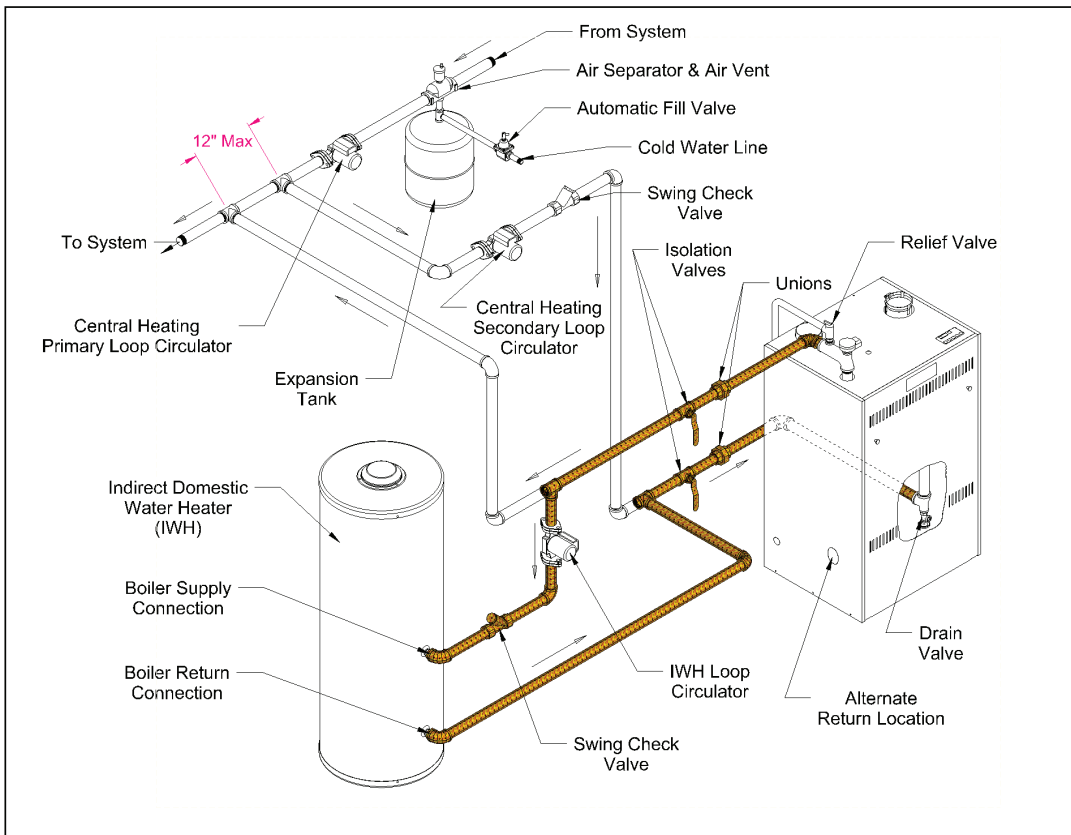 From System
Air Separator & Air Vent
Automatic Fill Valve
12" Max
Cold Water Line
Swing Check
Valve
To System
Isolation
Valves
Relief Valve
Unions
Central Heating
Primary Loop Circulator
Central Heating
Secondary Loop
Circulator
Expansion
Tank
Indirect Domestic
Water Heater
(IWH)
Boiler Supply
Connection
Boiler Return
Connection
IWH Loop
Circulator
Drain
Valve
Alternate
Return Location
Swing Check
Valve